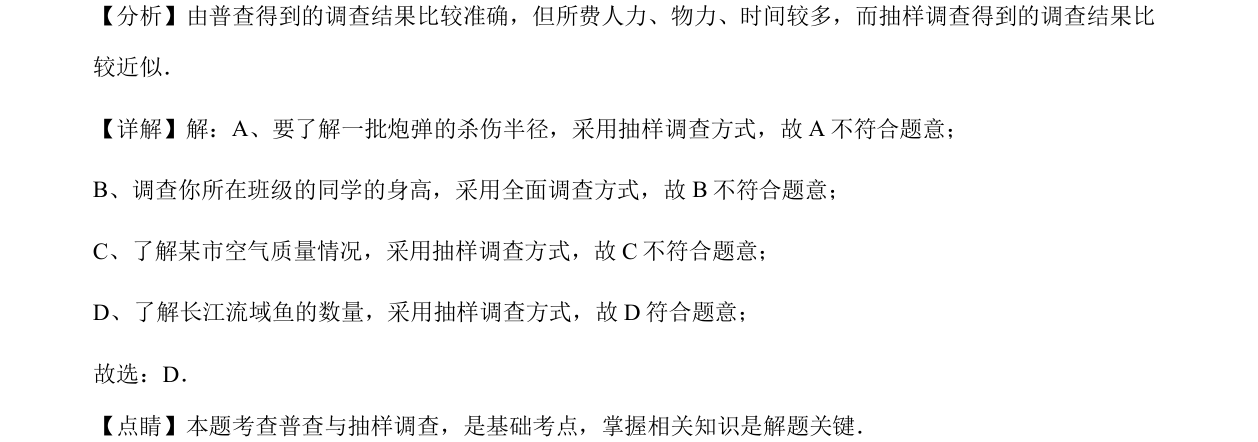 【分析】由普查得到的调查结果比较准确，但所费人力、物力、时间较多，而抽样调查得到的调查结果比
较近似．
【详解】解：A、要了解一批炮弹的杀伤半径，采用抽样调查方式，故 A 不符合题意；
B、调查你所在班级的同学的身高，采用全面调查方式，故 B 不符合题意；
C、了解某市空气质量情况，采用抽样调查方式，故 C 不符合题意；
D、了解长江流域鱼的数量，采用抽样调查方式，故 D 符合题意；
故选：D．
【点睛】本题考查普查与抽样调查，是基础考点，掌握相关知识是解题关键．